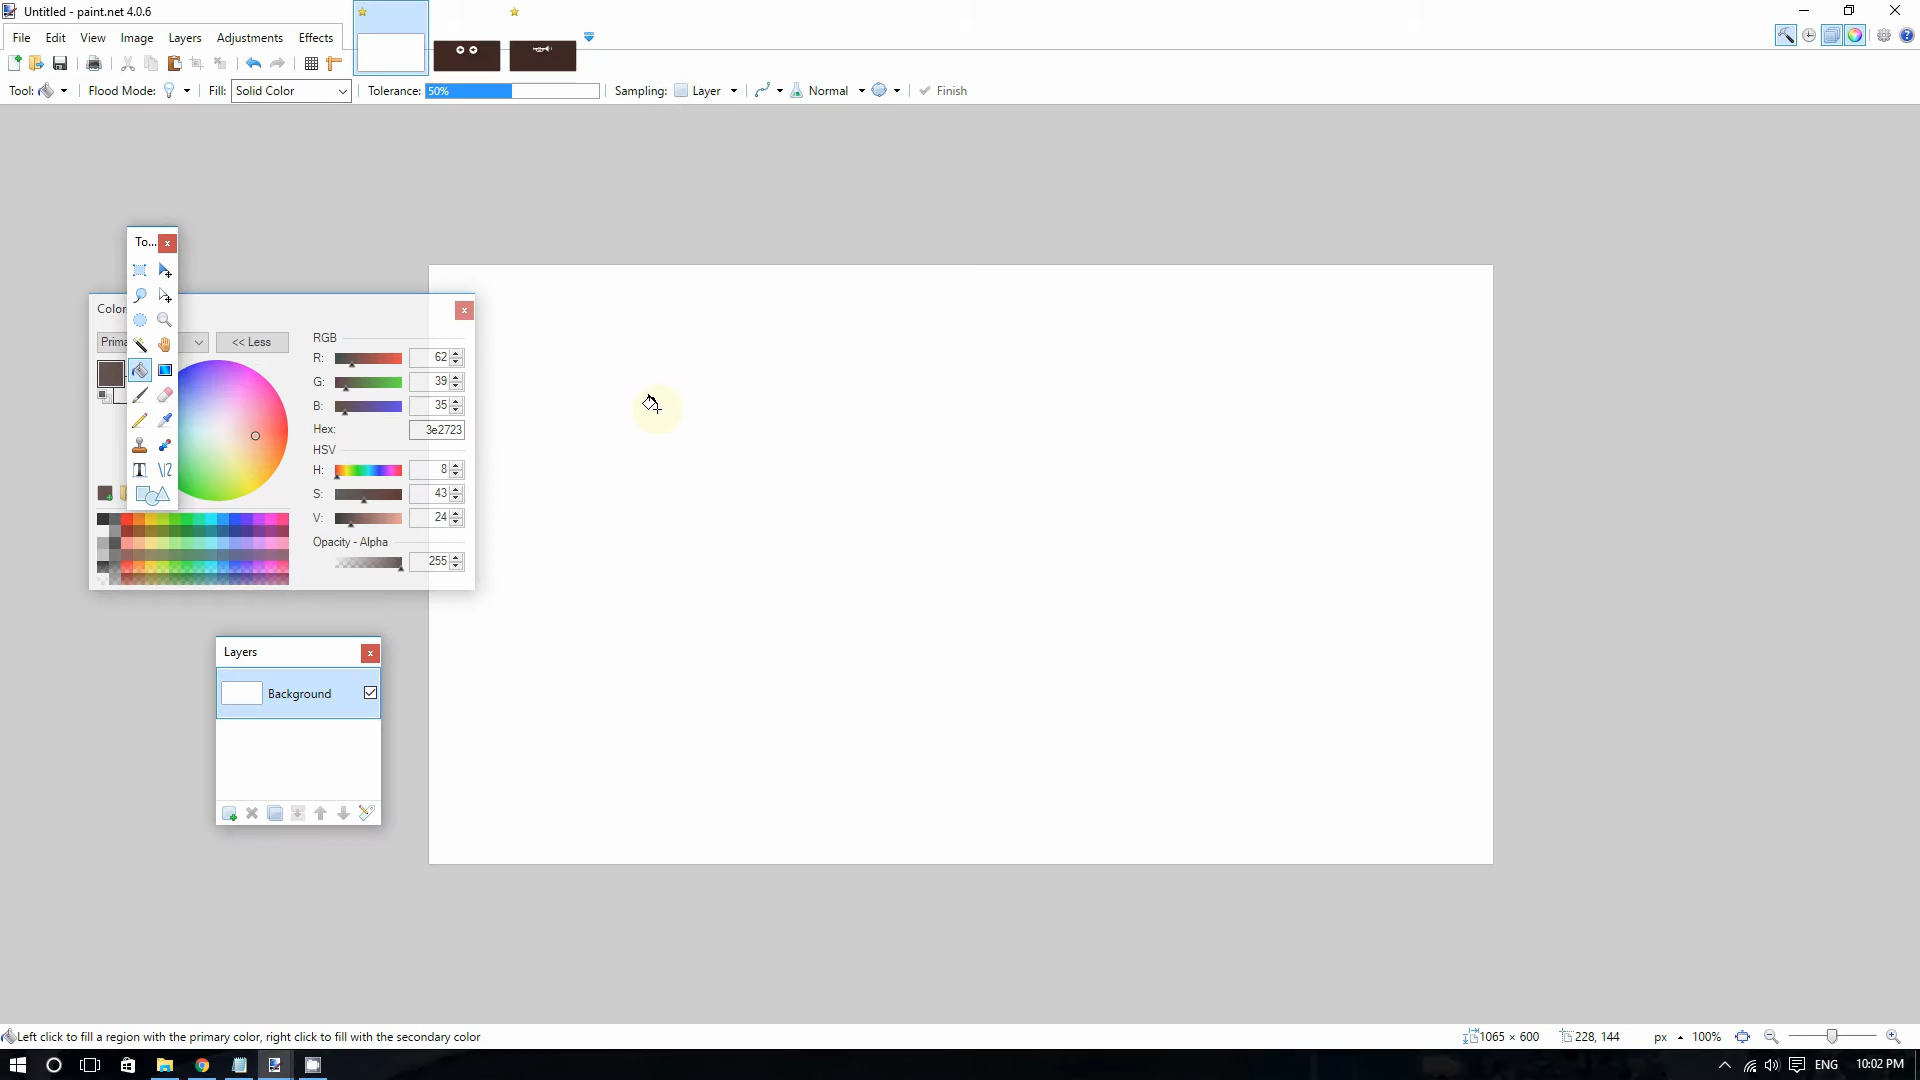 Untitled - paint.net 4.0.6
File Edit View Image Layers Adjustments Effects
Tool: Flood Mode: Fill: Solid Color Tolerance: 50% Sampling: Layer Normal Finish
To...
x
Color
x
Prima
<< Less
RGB
R: 62
G: 39
B: 35
Hex: 3e2723
HSV
H: 8
S: 43
V: 24
Opacity - Alpha
255
Layers
x
Background
Left click to fill a region with the primary color, right click to fill with the secondary color
1065 × 600
228, 144
px
100%
ENG
10:02 PM